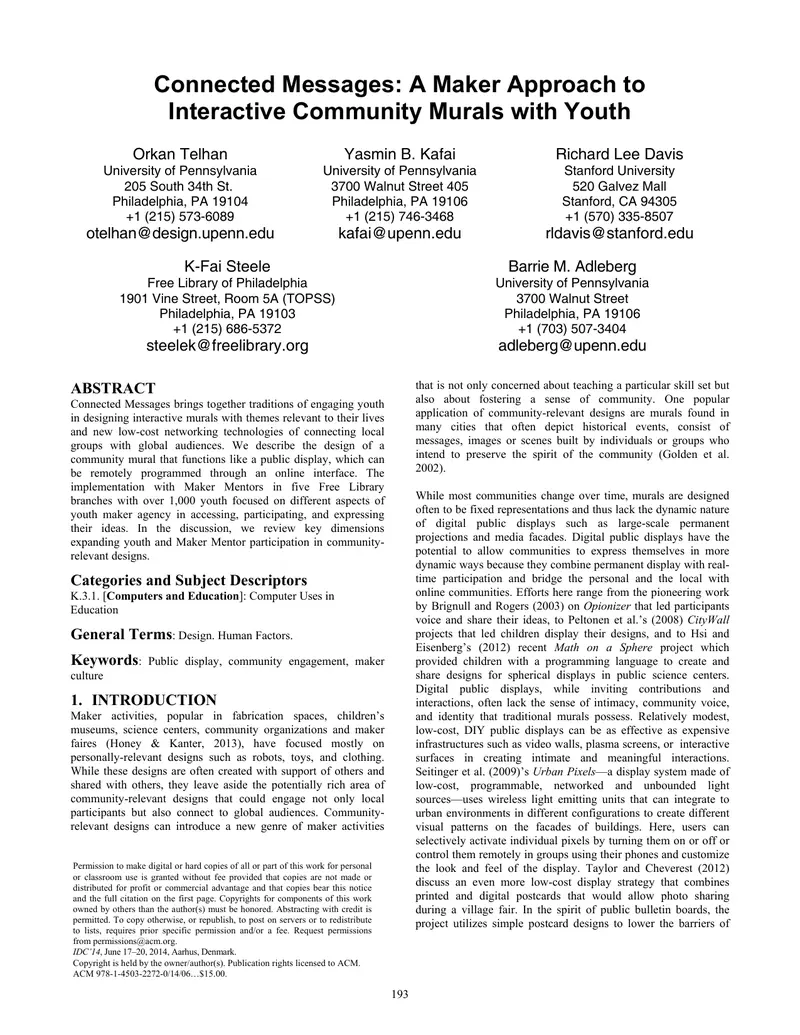 Connected Messages: A Maker Approach to
Interactive Community Murals with Youth
Orkan Telhan
University of Pennsylvania
205 South 34th St.
Philadelphia, PA 19104
+1 (215) 573-6089
otelhan@design.upenn.edu
Yasmin B. Kafai
University of Pennsylvania
3700 Walnut Street 405
Philadelphia, PA 19106
+1 (215) 746-3468
kafai@upenn.edu
Richard Lee Davis
Stanford University
520 Galvez Mall
Stanford, CA 94305
+1 (570) 335-8507
rldavis@stanford.edu
K-Fai Steele
Free Library of Philadelphia
1901 Vine Street, Room 5A (TOPSS)
Philadelphia, PA 19103
+1 (215) 686-5372
steelek@freelibrary.org
Barrie M. Adleberg
University of Pennsylvania
3700 Walnut Street
Philadelphia, PA 19106
+1 (703) 507-3404
adleberg@upenn.edu
ABSTRACT
Connected Messages brings together traditions of engaging youth
in designing interactive murals with themes relevant to their lives
and new low-cost networking technologies of connecting local
groups with global audiences. We describe the design of a
community mural that functions like a public display, which can
be remotely programmed through an online interface. The
implementation with Maker Mentors in five Free Library
branches with over 1,000 youth focused on different aspects of
youth maker agency in accessing, participating, and expressing
their ideas. In the discussion, we review key dimensions
expanding youth and Maker Mentor participation in community-
relevant designs.
Categories and Subject Descriptors
K.3.1. [Computers and Education]: Computer Uses in
Education
General Terms: Design. Human Factors.
Keywords: Public display, community engagement, maker
culture
1. INTRODUCTION
Maker activities, popular in fabrication spaces, children's
museums, science centers, community organizations and maker
faires (Honey & Kanter, 2013), have focused mostly on
personally-relevant designs such as robots, toys, and clothing.
While these designs are often created with support of others and
shared with others, they leave aside the potentially rich area of
community-relevant designs that could engage not only local
participants but also connect to global audiences. Community-
relevant designs can introduce a new genre of maker activities
Permission to make digital or hard copies of all or part of this work for personal
or classroom use is granted without fee provided that copies are not made or
distributed for profit or commercial advantage and that copies bear this notice
and the full citation on the first page. Copyrights for components of this work
owned by others than the author(s) must be honored. Abstracting with credit is
permitted. To copy otherwise, or republish, to post on servers or to redistribute
to lists, requires prior specific permission and/or a fee. Request permissions
from permissions@acm.org.
IDC'14, June 17–20, 2014, Aarhus, Denmark.
Copyright is held by the owner/author(s). Publication rights licensed to ACM.
ACM 978-1-4503-2272-0/14/06…$15.00.
that is not only concerned about teaching a particular skill set but
also about fostering a sense of community. One popular
application of community-relevant designs are murals found in
many cities that often depict historical events, consist of
messages, images or scenes built by individuals or groups who
intend to preserve the spirit of the community (Golden et al.
2002).
While most communities change over time, murals are designed
often to be fixed representations and thus lack the dynamic nature
of digital public displays such as large-scale permanent
projections and media facades. Digital public displays have the
potential to allow communities to express themselves in more
dynamic ways because they combine permanent display with real-
time participation and bridge the personal and the local with
online communities. Efforts here range from the pioneering work
by Brignull and Rogers (2003) on Opionizer that led participants
voice and share their ideas, to Peltonen et al.'s (2008) CityWall
projects that led children display their designs, and to Hsi and
Eisenberg's (2012) recent Math on a Sphere project which
provided children with a programming language to create and
share designs for spherical displays in public science centers.
Digital public displays, while inviting contributions and
interactions, often lack the sense of intimacy, community voice,
and identity that traditional murals possess. Relatively modest,
low-cost, DIY public displays can be as effective as expensive
infrastructures such as video walls, plasma screens, or interactive
surfaces in creating intimate and meaningful interactions.
Seitinger et al. (2009)'s Urban Pixels—a display system made of
low-cost, programmable, networked and unbounded light
sources—uses wireless light emitting units that can integrate to
urban environments in different configurations to create different
visual patterns on the facades of buildings. Here, users can
selectively activate individual pixels by turning them on or off or
control them remotely in groups using their phones and customize
the look and feel of the display. Taylor and Cheverest (2012)
discuss an even more low-cost display strategy that combines
printed and digital postcards that would allow photo sharing
during a village fair. In the spirit of public bulletin boards, the
project utilizes simple postcard designs to lower the barriers of
193